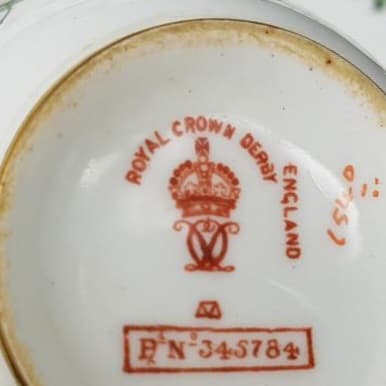 ROYAL CROWN DERBY
ENGLAND
Rᵈ Nº 345784